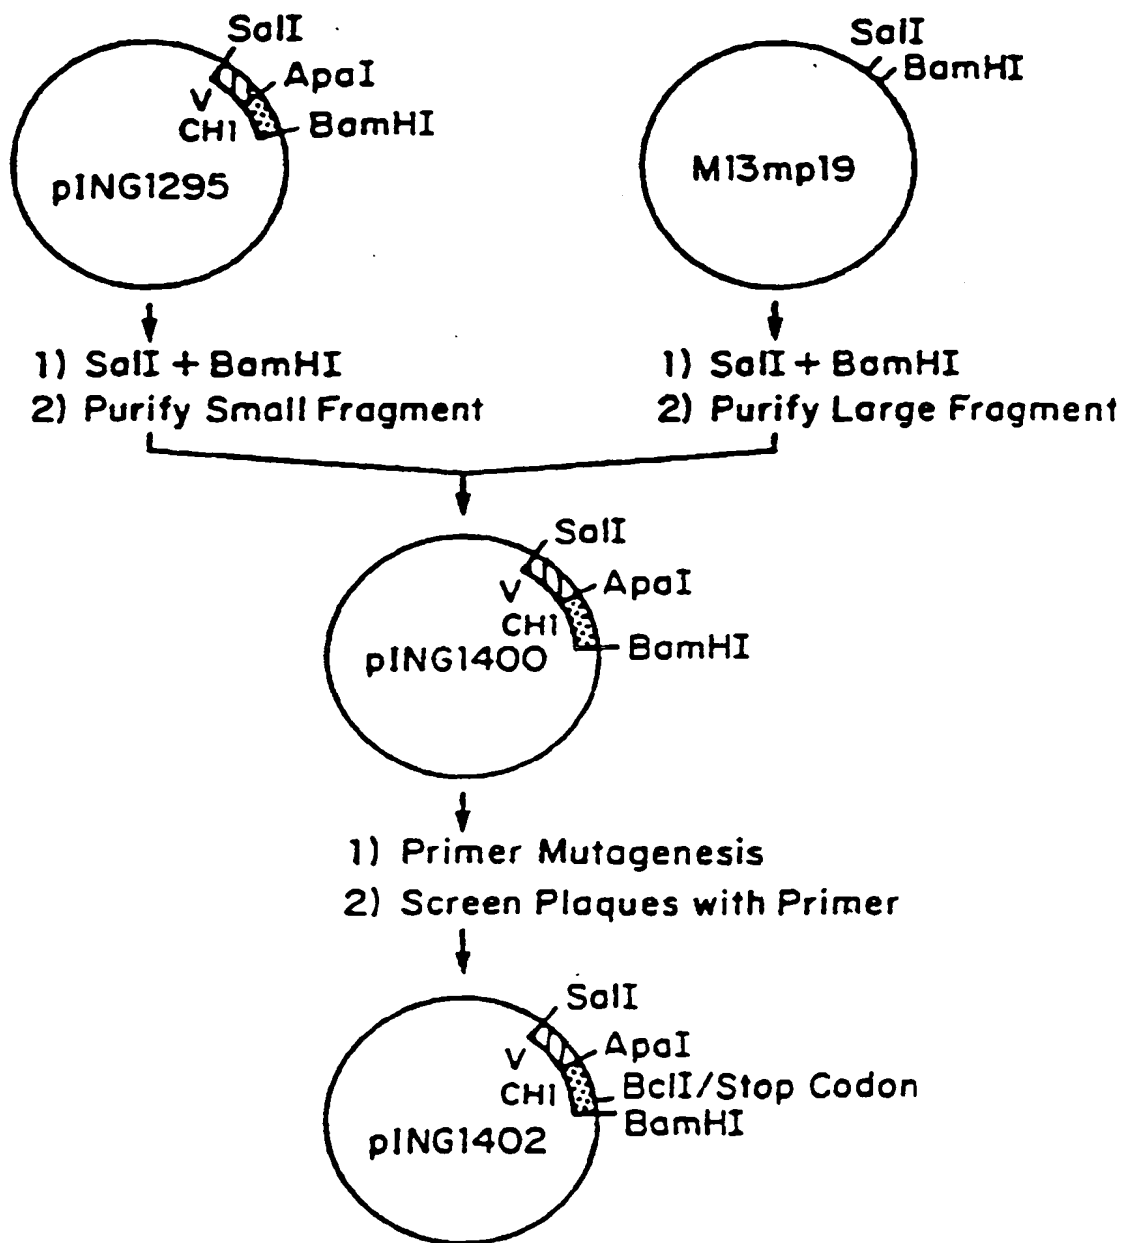 SalI
ApaI
V
CH1
BamHI
pING1295
SalI
BamHI
M13mp19
1) SalI + BamHI
2) Purify Small Fragment
1) SalI + BamHI
2) Purify Large Fragment
SalI
ApaI
V
CH1
BamHI
pING1400
1) Primer Mutagenesis
2) Screen Plaques with Primer
SalI
ApaI
V
BclI/Stop Codon
CH1
BamHI
pING1402